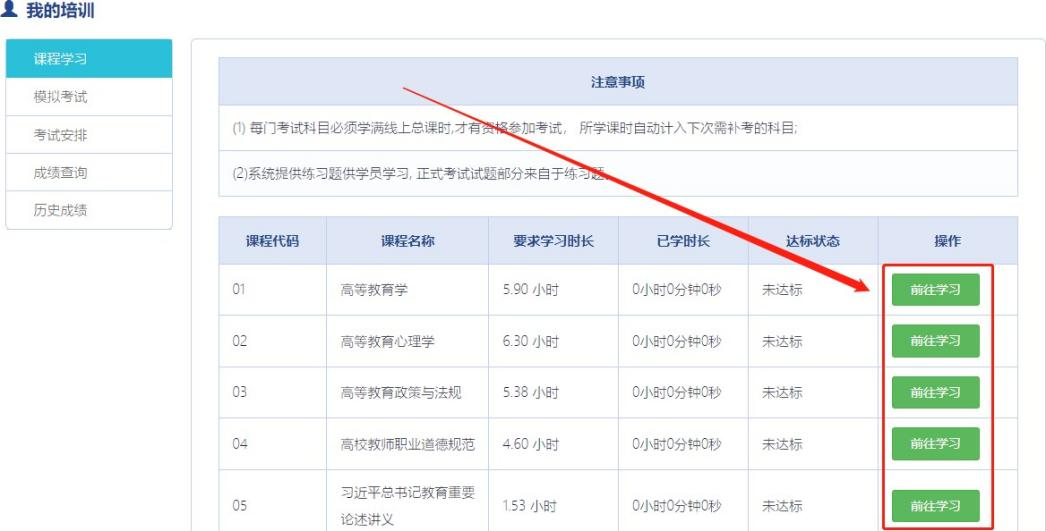 我的培训
课程学习
模拟考试
考试安排
成绩查询
历史成绩
注意事项
(1) 每门考试科目必须学满线上总课时,才有资格参加考试， 所学课时自动计入下次需补考的科目;
(2)系统提供练习题供学员学习, 正式考试试题部分来自于练习题。
课程代码 课程名称 要求学习时长 已学时长 达标状态 操作
01 高等教育学 5.90 小时 0小时0分钟0秒 未达标 前往学习
02 高等教育心理学 6.30 小时 0小时0分钟0秒 未达标 前往学习
03 高等教育政策与法规 5.38 小时 0小时0分钟0秒 未达标 前往学习
04 高校教师职业道德规范 4.60 小时 0小时0分钟0秒 未达标 前往学习
05 习近平总书记教育重要
论述讲义 1.53 小时 0小时0分钟0秒 未达标 前往学习